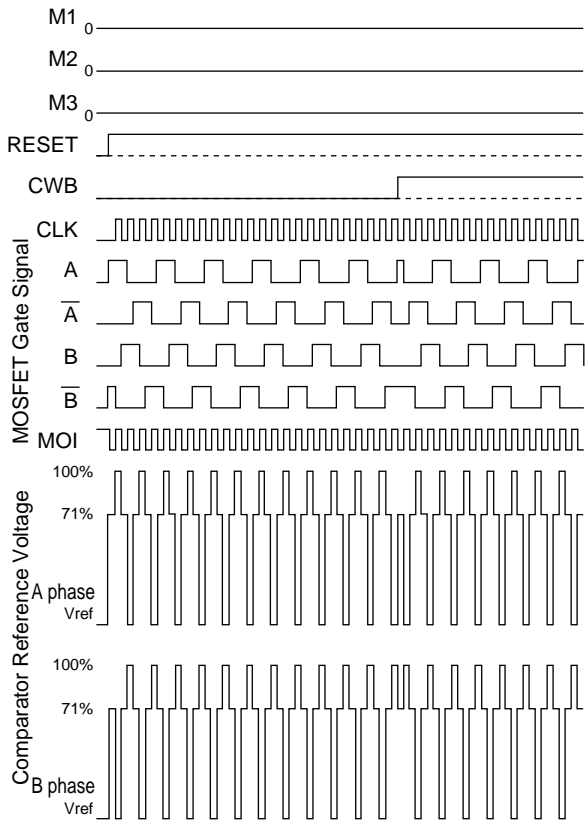 M1 0
M2 0
M3 0
RESET
CWB
CLK
MOSFET Gate Signal
A
A̅
B
B̅
MOI
Comparator Reference Voltage
100%
71%
A phase
Vref
100%
71%
B phase
Vref